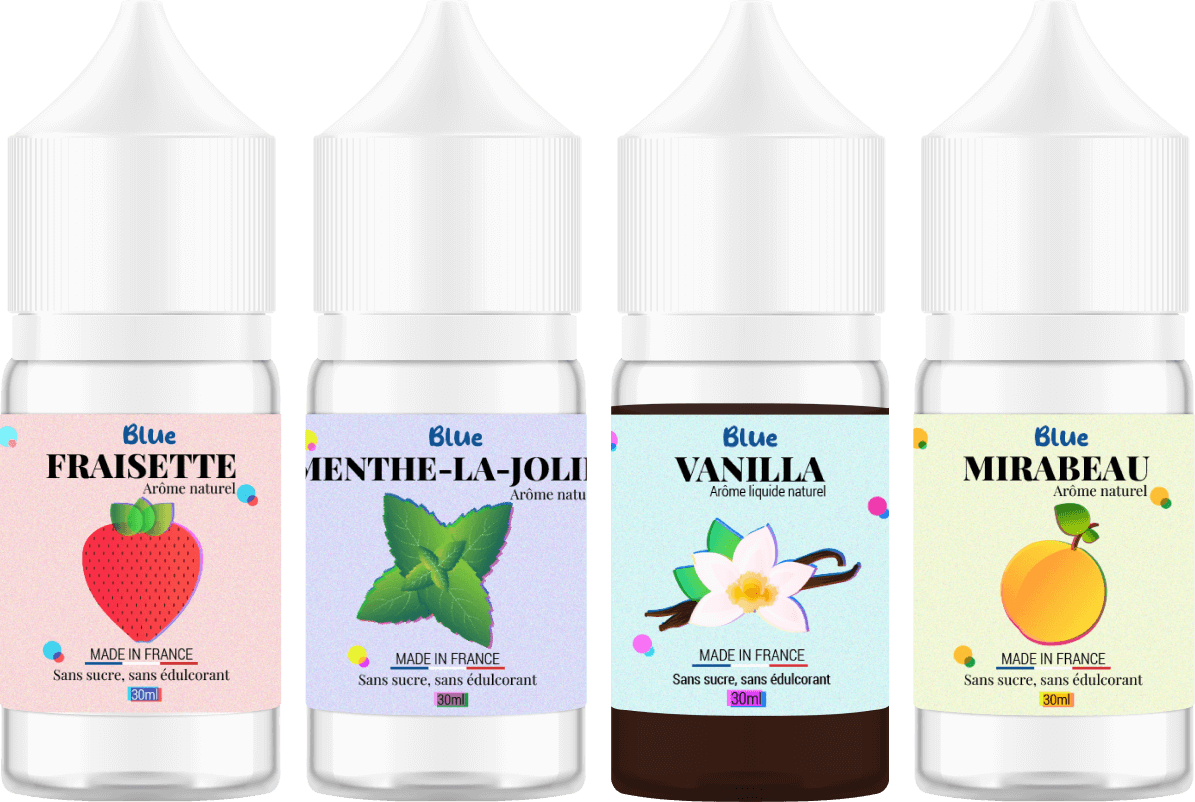 Blue
FRAISETTE
Arôme naturel
MADE IN FRANCE
Sans sucre, sans édulcorant
30ml
Blue
MENTHE-LA-JOLIE
Arôme natu
MADE IN FRANCE
Sans sucre, sans édulcorant
30ml
Blue
VANILLA
Arôme liquide naturel
MADE IN FRANCE
Sans sucre, sans édulcorant
30ml
Blue
MIRABEAU
Arôme naturel
MADE IN FRANCE
Sans sucre, sans édulcorant
30ml